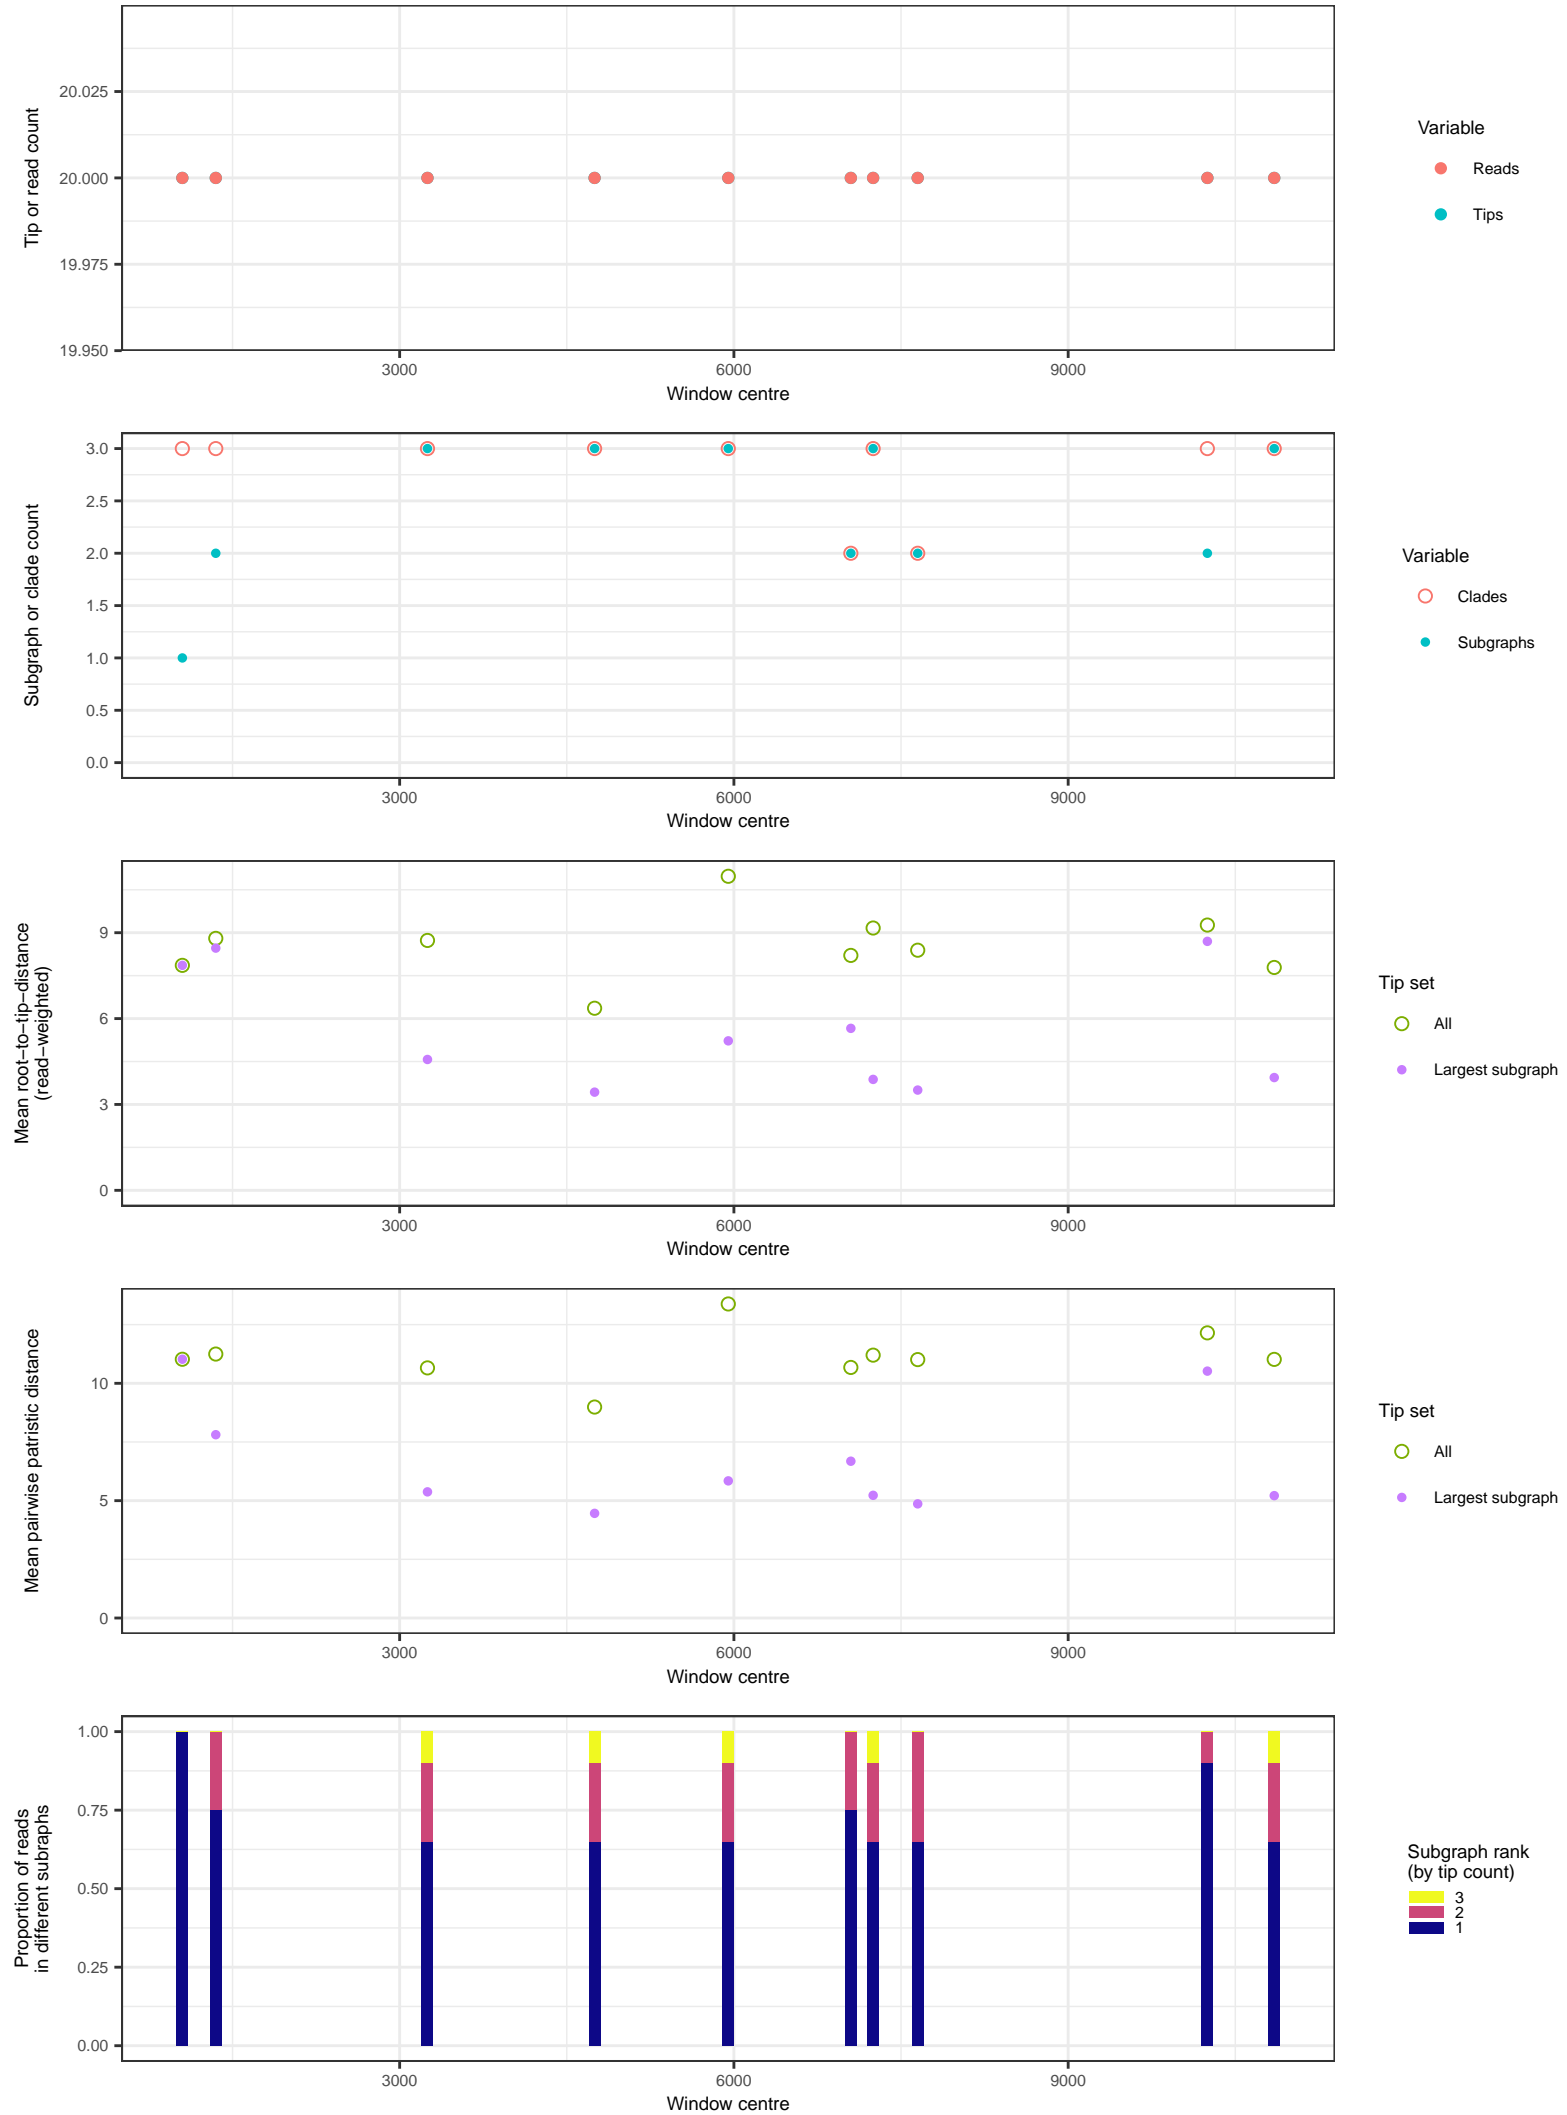 Tip or read count
20.025
20.000
19.975
19.950
3000 6000 9000
Window centre
Variable
Reads
Tips
Subgraph or clade count
3.0
2.5
2.0
1.5
1.0
0.5
0.0
3000 6000 9000
Window centre
Variable
Clades
Subgraphs
Mean root−to−tip−distance
(read−weighted)
9
6
3
0
3000 6000 9000
Window centre
Tip set
All
Largest subgraph
Mean pairwise patristic distance
10
5
0
3000 6000 9000
Window centre
Tip set
All
Largest subgraph
Proportion of reads
in different subraphs
1.00
0.75
0.50
0.25
0.00
3000 6000 9000
Window centre
Subgraph rank
(by tip count)
3
2
1